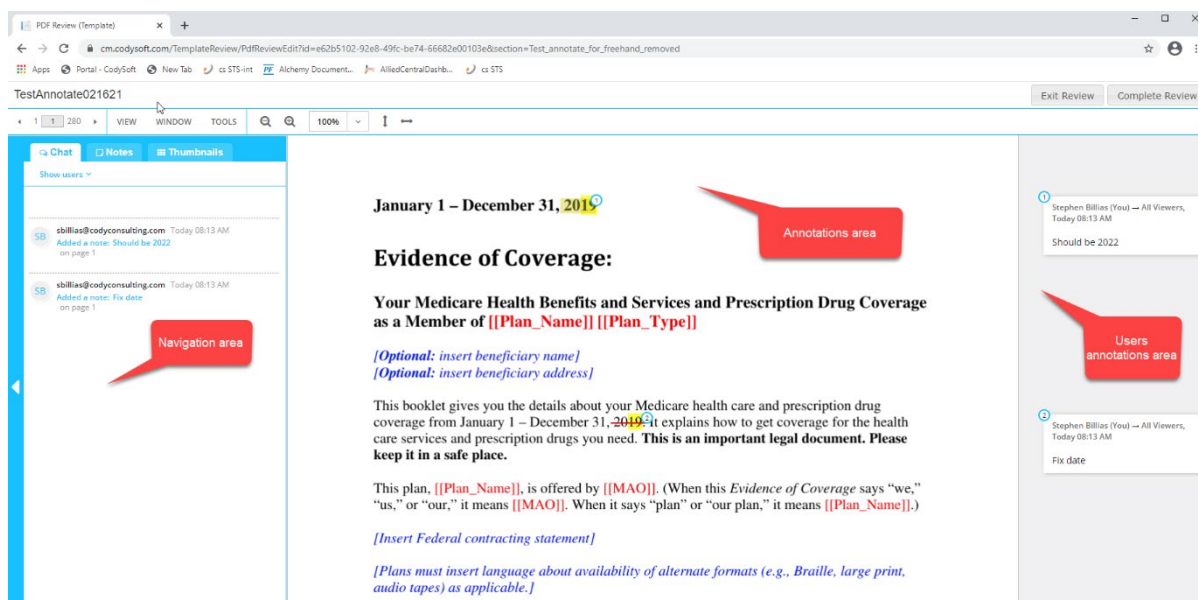 PDF Review (Template)
cm.codysoft.com/TemplateReview/PdfReviewEdit?id=e62b5102-92e8-49fc-be74-66682e00103e&section=Test_annotate_for_freehand_removed
Apps Portal - CodySoft New Tab cs STS-int PF Alchemy Document... AlliedCentralDashb... cs STS
TestAnnotate021621 Exit Review Complete Review
1 1 280 VIEW WINDOW TOOLS 100%
Chat Notes Thumbnails
Show users
SB sbillias@codyconsulting.com Today 08:13 AM
Added a note: Should be 2022
on page 1
SB sbillias@codyconsulting.com Today 08:13 AM
Added a note: Fix date
on page 1
Navigation area
January 1 – December 31, 2019 1
Evidence of Coverage:
Your Medicare Health Benefits and Services and Prescription Drug Coverage
as a Member of [[Plan_Name]] [[Plan_Type]]
[Optional: insert beneficiary name]
[Optional: insert beneficiary address]
This booklet gives you the details about your Medicare health care and prescription drug
coverage from January 1 – December 31, 2019. 2 It explains how to get coverage for the health
care services and prescription drugs you need. This is an important legal document. Please
keep it in a safe place.
This plan, [[Plan_Name]], is offered by [[MAO]]. (When this Evidence of Coverage says “we,”
“us,” or “our,” it means [[MAO]]. When it says “plan” or “our plan,” it means [[Plan_Name]].)
[Insert Federal contracting statement]
[Plans must insert language about availability of alternate formats (e.g., Braille, large print,
audio tapes) as applicable.]
Annotations area
1
Stephen Billias (You) → All Viewers,
Today 08:13 AM
Should be 2022
Users
annotations area
2
Stephen Billias (You) → All Viewers,
Today 08:13 AM
Fix date